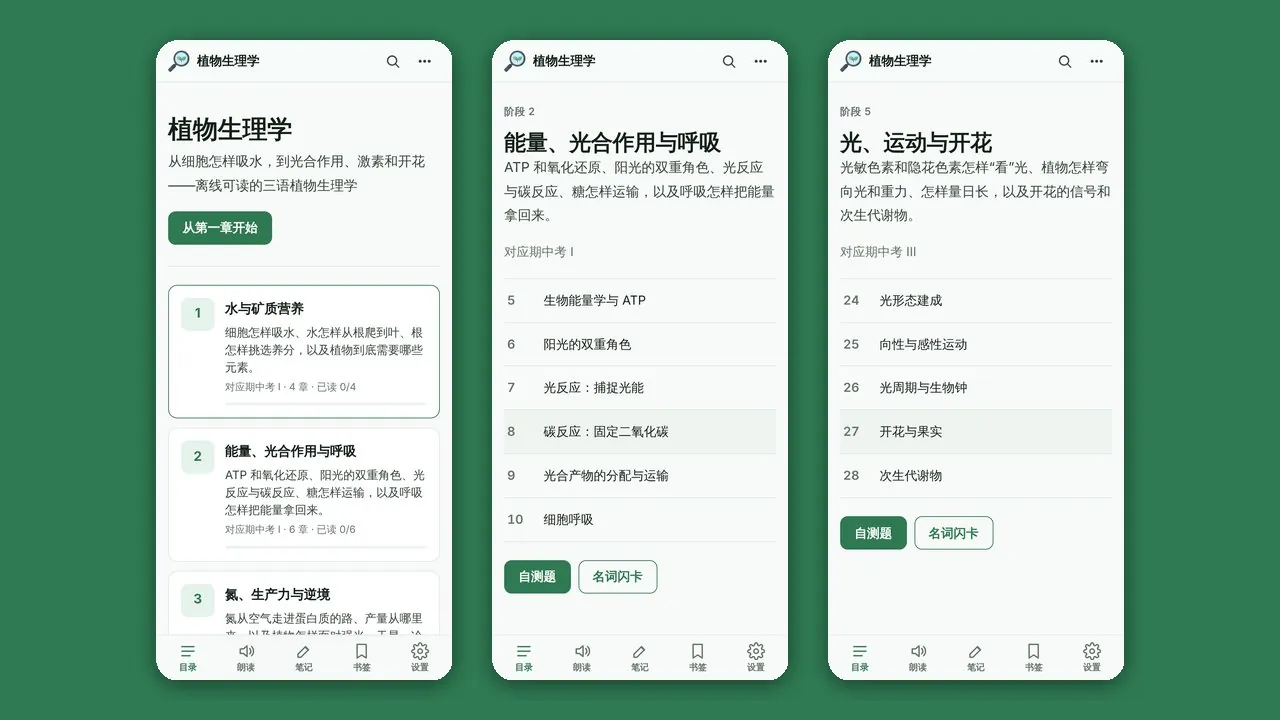 植物生理学
植物生理学
从细胞怎样吸水，到光合作用、激素和开花
——离线可读的三语植物生理学
从第一章开始
1
水与矿质营养
细胞怎样吸水、水怎样从根爬到叶、根
怎样挑选养分，以及植物到底需要哪些
元素。
对应期中考 I · 4 章 · 已读 0/4
2
能量、光合作用与呼吸
ATP 和氧化还原、阳光的双重角色、光
反应与碳反应、糖怎样运输，以及呼吸
怎样把能量拿回来。
对应期中考 I · 6 章 · 已读 0/6
3
氮、生产力与逆境
氮从空气走进蛋白质的路、产量从哪里
目录
朗读
笔记
书签
设置
植物生理学
阶段 2
能量、光合作用与呼吸
ATP 和氧化还原、阳光的双重角色、光反应
与碳反应、糖怎样运输，以及呼吸怎样把能量
拿回来。
对应期中考 I
5 生物能量学与 ATP
6 阳光的双重角色
7 光反应：捕捉光能
8 碳反应：固定二氧化碳
9 光合产物的分配与运输
10 细胞呼吸
自测题
名词闪卡
目录
朗读
笔记
书签
设置
植物生理学
阶段 5
光、运动与开花
光敏色素和隐花色素怎样“看”光、植物怎样弯
向光和重力、怎样量日长，以及开花的信号和
次生代谢物。
对应期中考 III
24 光形态建成
25 向性与感性运动
26 光周期与生物钟
27 开花与果实
28 次生代谢物
自测题
名词闪卡
目录
朗读
笔记
书签
设置